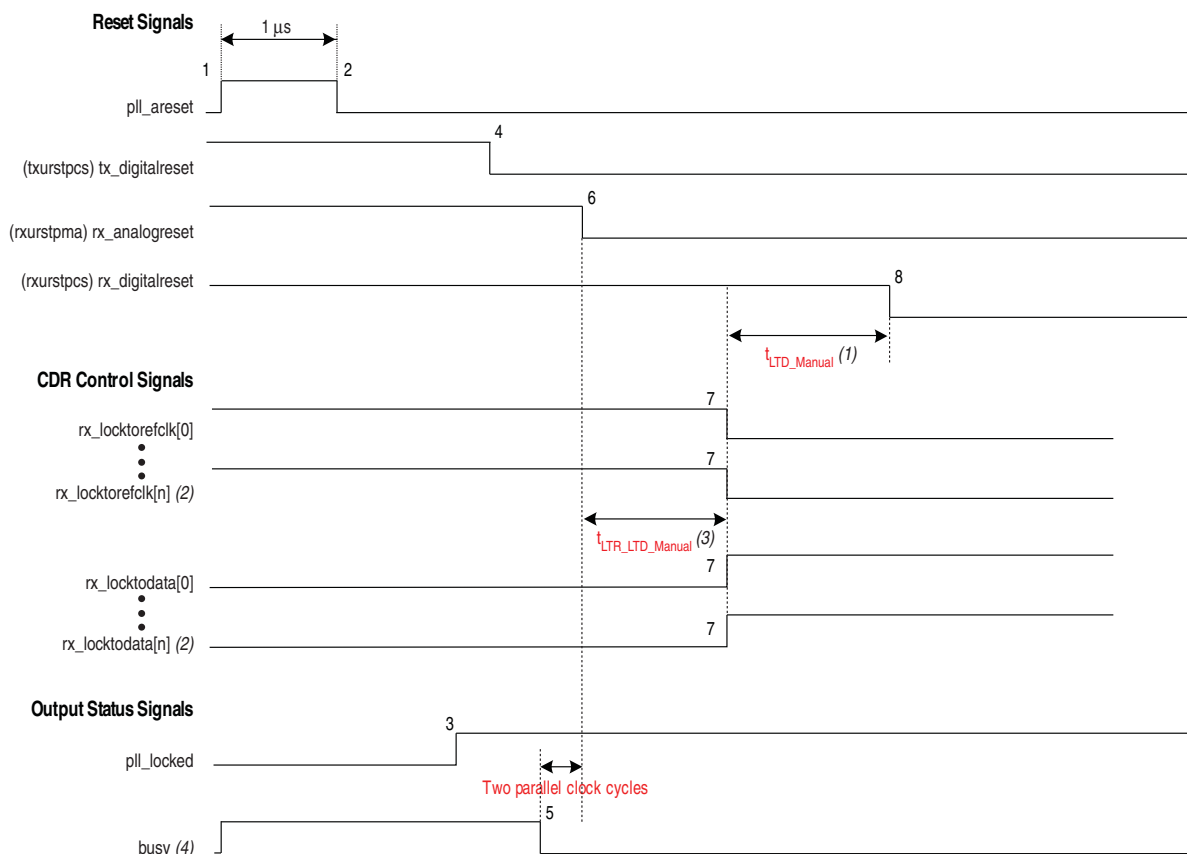 Reset Signals
1 μs
1
2
pll_areset
4
(txurstpcs) tx_digitalreset
6
(rxurstpma) rx_analogreset
(rxurstpcs) rx_digitalreset
8
tLTD_Manual (1)
CDR Control Signals
7
rx_locktorefclk[0]
7
rx_locktorefclk[n] (2)
tLTR_LTD_Manual (3)
7
rx_locktodata[0]
7
rx_locktodata[n] (2)
Output Status Signals
3
pll_locked
Two parallel clock cycles
5
busy (4)